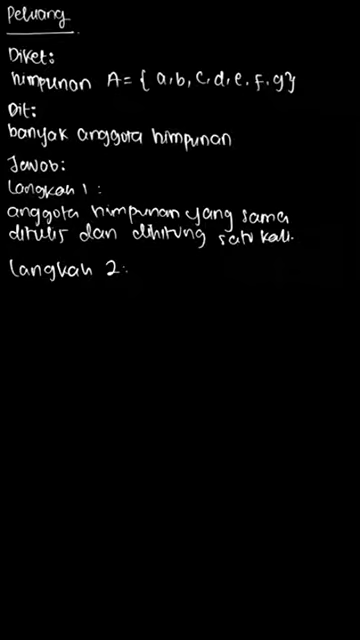 Peluang
Diket:
himpunan A = { a, b, c, d, e, f, g}
Dit:
banyak anggota himpunan
Jawab:
Langkah 1 :
anggota himpunan yang sama
ditulis dan dihitung satu kali.
Langkah 2 :